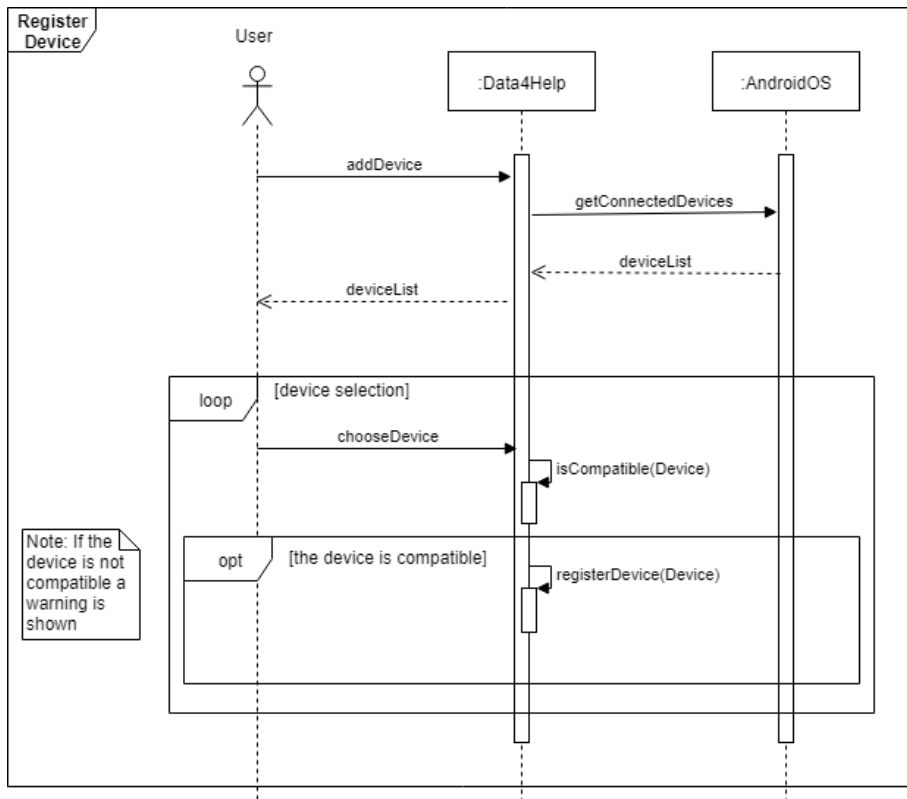 Register
Device
User
:Data4Help
:AndroidOS
addDevice
getConnectedDevices
deviceList
deviceList
loop
[device selection]
chooseDevice
isCompatible(Device)
Note: If the
device is not
compatible a
warning is
shown
opt
[the device is compatible]
registerDevice(Device)